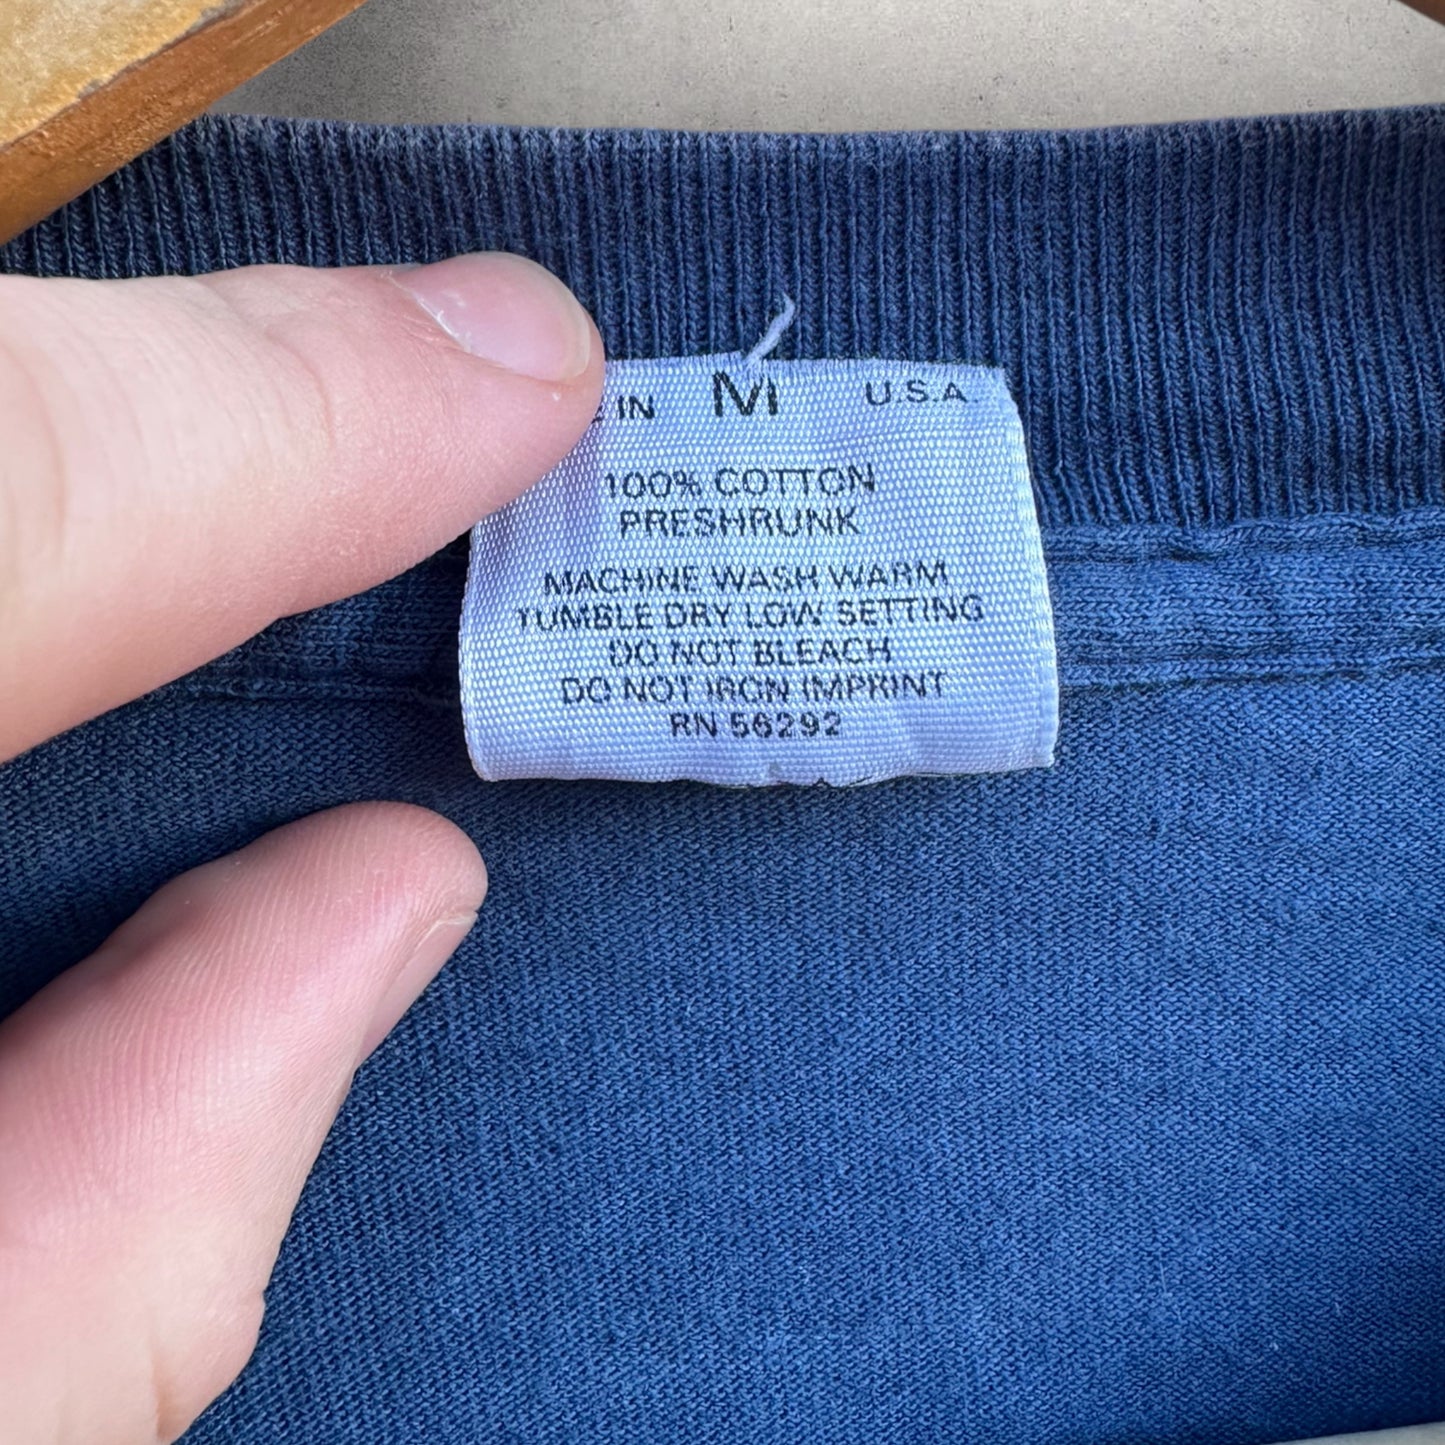 E IN M U.S.A.
100% COTTON
PRESHRUNK
MACHINE WASH WARM
TUMBLE DRY LOW SETTING
DO NOT BLEACH
DO NOT IRON IMPRINT
RN 56292